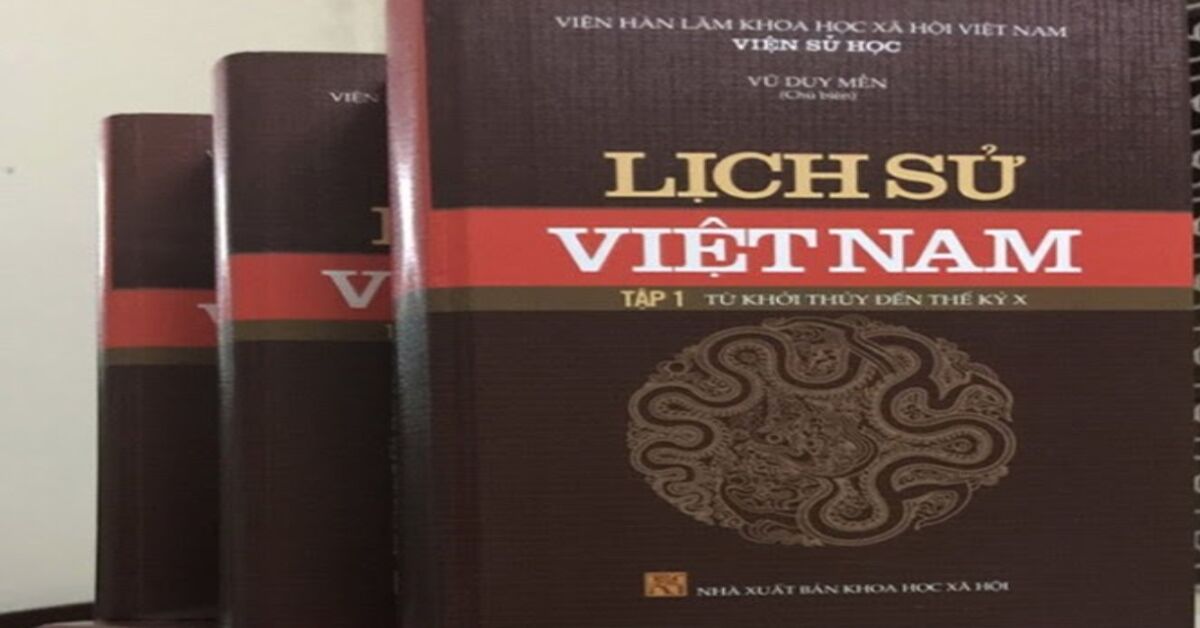 VIỆN HÀN LÂM KHOA HỌC XÃ HỘI VIỆT NAM
VIỆN SỬ HỌC
VŨ DUY MỀN
(Chủ biên)
LỊCH SỬ
VIỆT NAM
TẬP 1 TỪ KHỞI THỦY ĐẾN THẾ KỶ X
NHÀ XUẤT BẢN KHOA HỌC XÃ HỘI
VIỆN